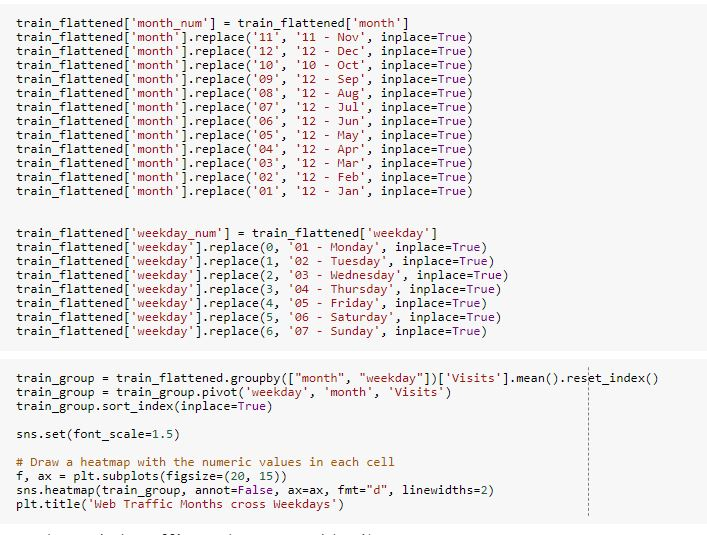 train_flattened['month_num'] = train_flattened['month']
train_flattened['month'].replace('11', '11 - Nov', inplace=True)
train_flattened['month'].replace('12', '12 - Dec', inplace=True)
train_flattened['month'].replace('10', '10 - Oct', inplace=True)
train_flattened['month'].replace('09', '12 - Sep', inplace=True)
train_flattened['month'].replace('08', '12 - Aug', inplace=True)
train_flattened['month'].replace('07', '12 - Jul', inplace=True)
train_flattened['month'].replace('06', '12 - Jun', inplace=True)
train_flattened['month'].replace('05', '12 - May', inplace=True)
train_flattened['month'].replace('04', '12 - Apr', inplace=True)
train_flattened['month'].replace('03', '12 - Mar', inplace=True)
train_flattened['month'].replace('02', '12 - Feb', inplace=True)
train_flattened['month'].replace('01', '12 - Jan', inplace=True)
train_flattened['weekday_num'] = train_flattened['weekday']
train_flattened['weekday'].replace(0, '01 - Monday', inplace=True)
train_flattened['weekday'].replace(1, '02 - Tuesday', inplace=True)
train_flattened['weekday'].replace(2, '03 - Wednesday', inplace=True)
train_flattened['weekday'].replace(3, '04 - Thursday', inplace=True)
train_flattened['weekday'].replace(4, '05 - Friday', inplace=True)
train_flattened['weekday'].replace(5, '06 - Saturday', inplace=True)
train_flattened['weekday'].replace(6, '07 - Sunday', inplace=True)
train_group = train_flattened.groupby(["month", "weekday"])['Visits'].mean().reset_index()
train_group = train_group.pivot('weekday', 'month', 'Visits')
train_group.sort_index(inplace=True)
sns.set(font_scale=1.5)
# Draw a heatmap with the numeric values in each cell
f, ax = plt.subplots(figsize=(20, 15))
sns.heatmap(train_group, annot=False, ax=ax, fmt="d", linewidths=2)
plt.title('Web Traffic Months cross Weekdays')